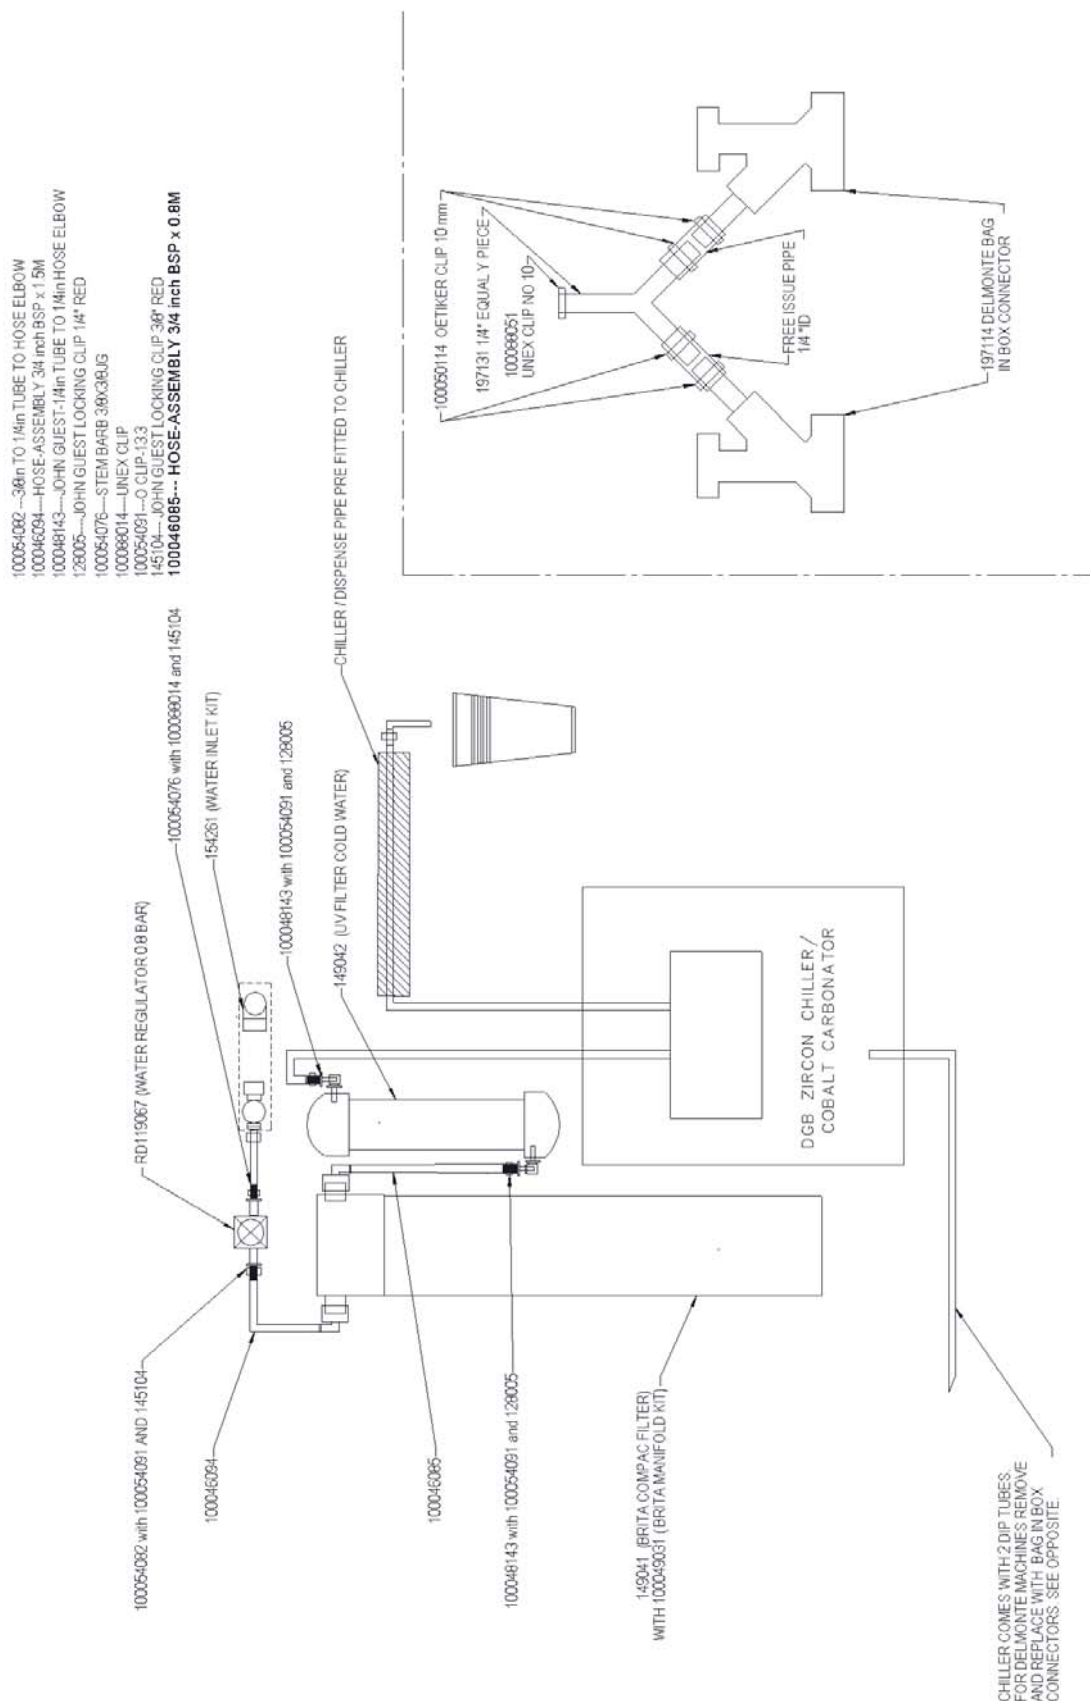 100054082 ---3/8in TO 1/4in TUBE TO HOSE ELBOW
100046094----HOSE-ASSEMBLY 3/4 inch BSP x 1.5M
100048143----JOHN GUEST-1/4in TUBE TO 1/4in HOSE ELBOW
128005----JOHN GUEST LOCKING CLIP 1/4" RED
100054076----STEM BARB 3/8X3/8JG
100088014----UNEX CLIP
100054091---O CLIP-13.3
145104--- JOHN GUEST LOCKING CLIP 3/8" RED
100046085--- HOSE-ASSEMBLY 3/4 inch BSP x 0.8M
100054082 with 100054091 AND 145104
RD119067 (WATER REGULATOR 0.8 BAR)
100054076 with 100088014 and 145104
154261 (WATER INLET KIT)
100046094
100048143 with 100054091 and 128005
149042 (UV FILTER COLD WATER)
CHILLER / DISPENSE PIPE PRE FITTED TO CHILLER
100046085
100048143 with 100054091 and 128005
149041 (BRITA COMPAC FILTER)
WITH 100049031 (BRITA MANIFOLD KIT)
DGB ZIRCON CHILLER/
COBALT CARBONATOR
CHILLER COMES WITH 2 DIP TUBES.
FOR DELMONTE MACHINES REMOVE
AND REPLACE WITH BAG IN BOX
CONNECTORS. SEE OPPOSITE.
100050114 OETIKER CLIP 10 mm
197131 1/4" EQUAL Y PIECE
100088051
UNEX CLIP NO 10
FREE ISSUE PIPE
1/4 "ID
197114 DELMONTE BAG
IN BOX CONNECTOR